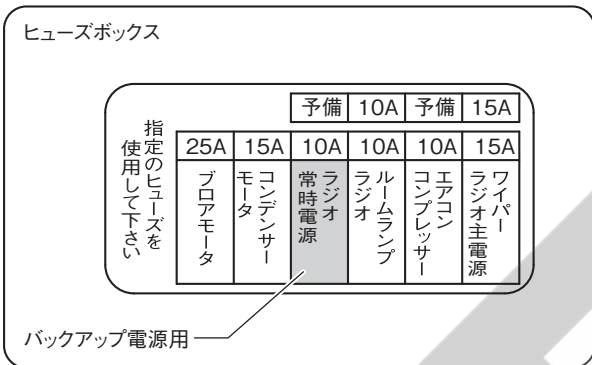 ヒューズボックス
予備 10A 予備 15A
指定のヒューズを
使用して下さい
25A 15A 10A 10A 10A 15A
ブロアモータ
コンデンサー
モータ
ラジオ
常時電源
ルームランプ
ラジオ
エアコン
コンプレッサー
ワイパー
ラジオ主電源
バックアップ電源用